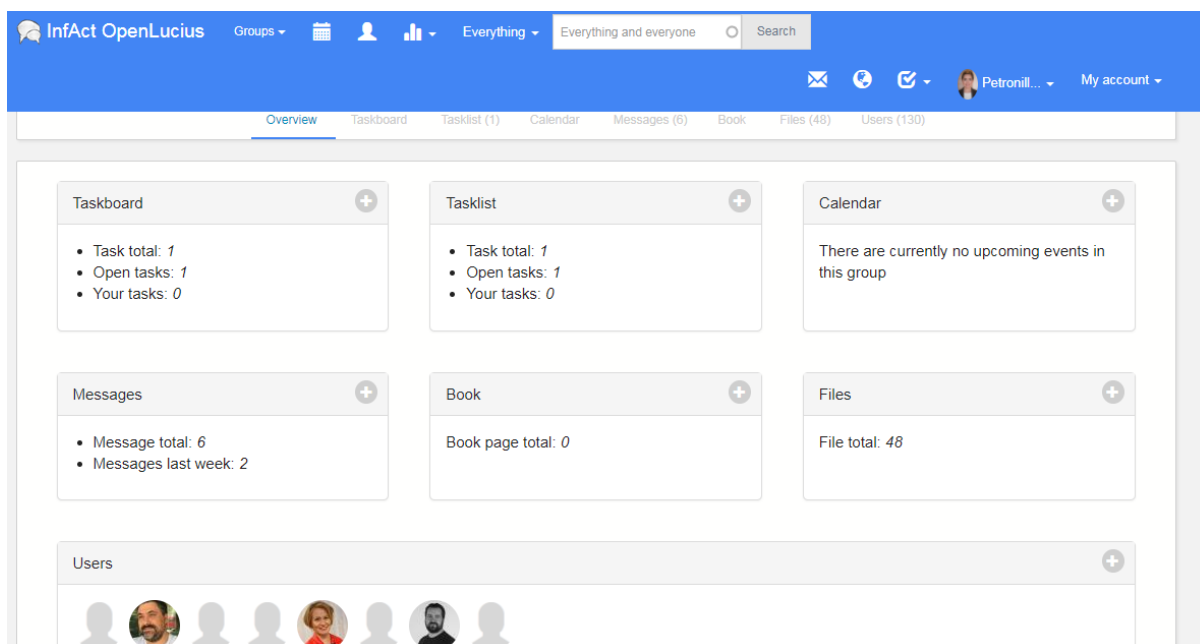 InfAct OpenLucius Groups Everything Everything and everyone Search
Petronill... My account
Overview Taskboard Tasklist (1) Calendar Messages (6) Book Files (48) Users (130)
Taskboard
Task total: 1
Open tasks: 1
Your tasks: 0
Tasklist
Task total: 1
Open tasks: 1
Your tasks: 0
Calendar
There are currently no upcoming events in
this group
Messages
Message total: 6
Messages last week: 2
Book
Book page total: 0
Files
File total: 48
Users